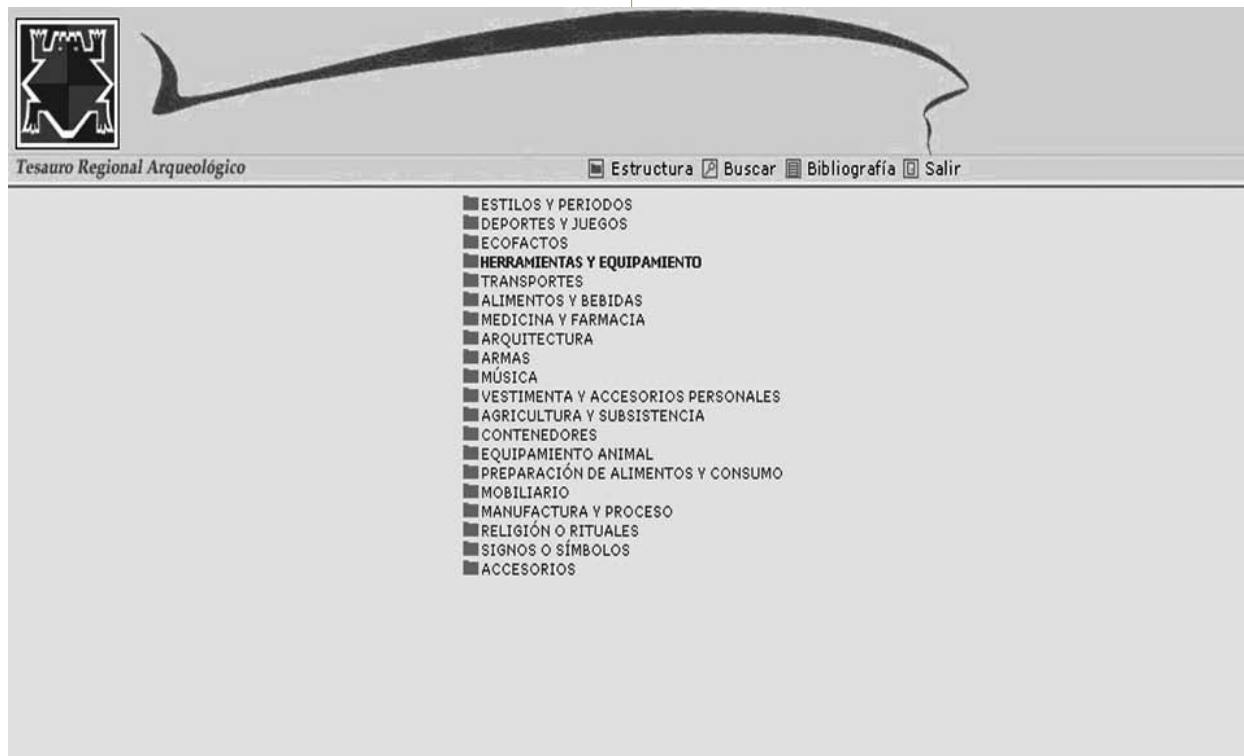 Tesauro Regional Arqueológico
Estructura Buscar Bibliografía Salir
ESTILOS Y PERIODOS
DEPORTES Y JUEGOS
ECOFACTOS
HERRAMIENTAS Y EQUIPAMIENTO
TRANSPORTES
ALIMENTOS Y BEBIDAS
MEDICINA Y FARMACIA
ARQUITECTURA
ARMAS
MÚSICA
VESTIMENTA Y ACCESORIOS PERSONALES
AGRICULTURA Y SUBSISTENCIA
CONTENEDORES
EQUIPAMIENTO ANIMAL
PREPARACIÓN DE ALIMENTOS Y CONSUMO
MOBILIARIO
MANUFACTURA Y PROCESO
RELIGIÓN O RITUALES
SIGNOS O SÍMBOLOS
ACCESORIOS